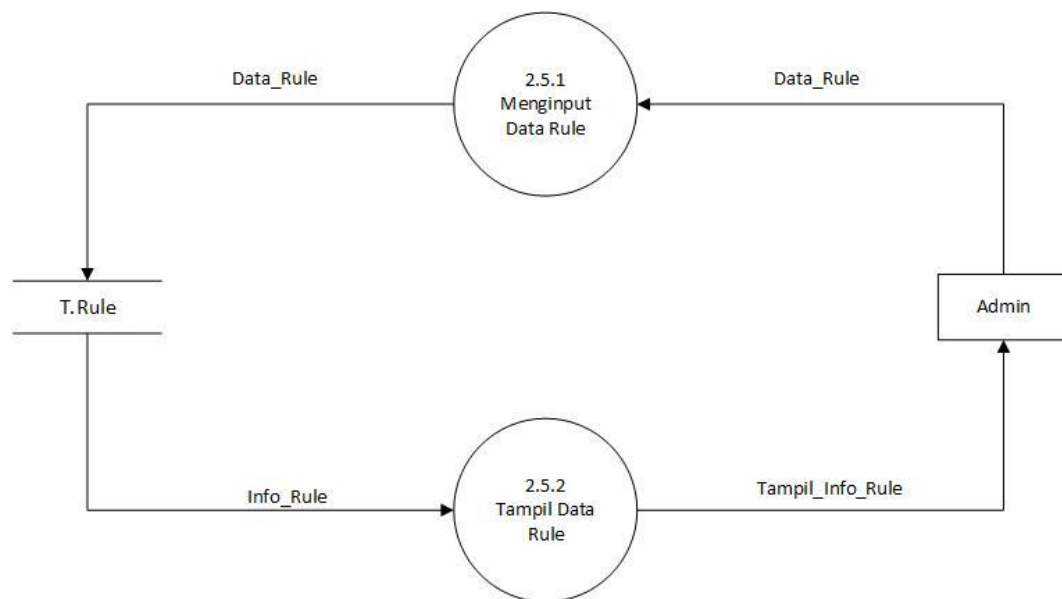 2.5.1
Data_Rule
Menginput
Data_Rule
Data Rule
T.Rule
Admin
2.5.2
Info_Rule
Tampil Data
Tampil_Info_Rule
Rule